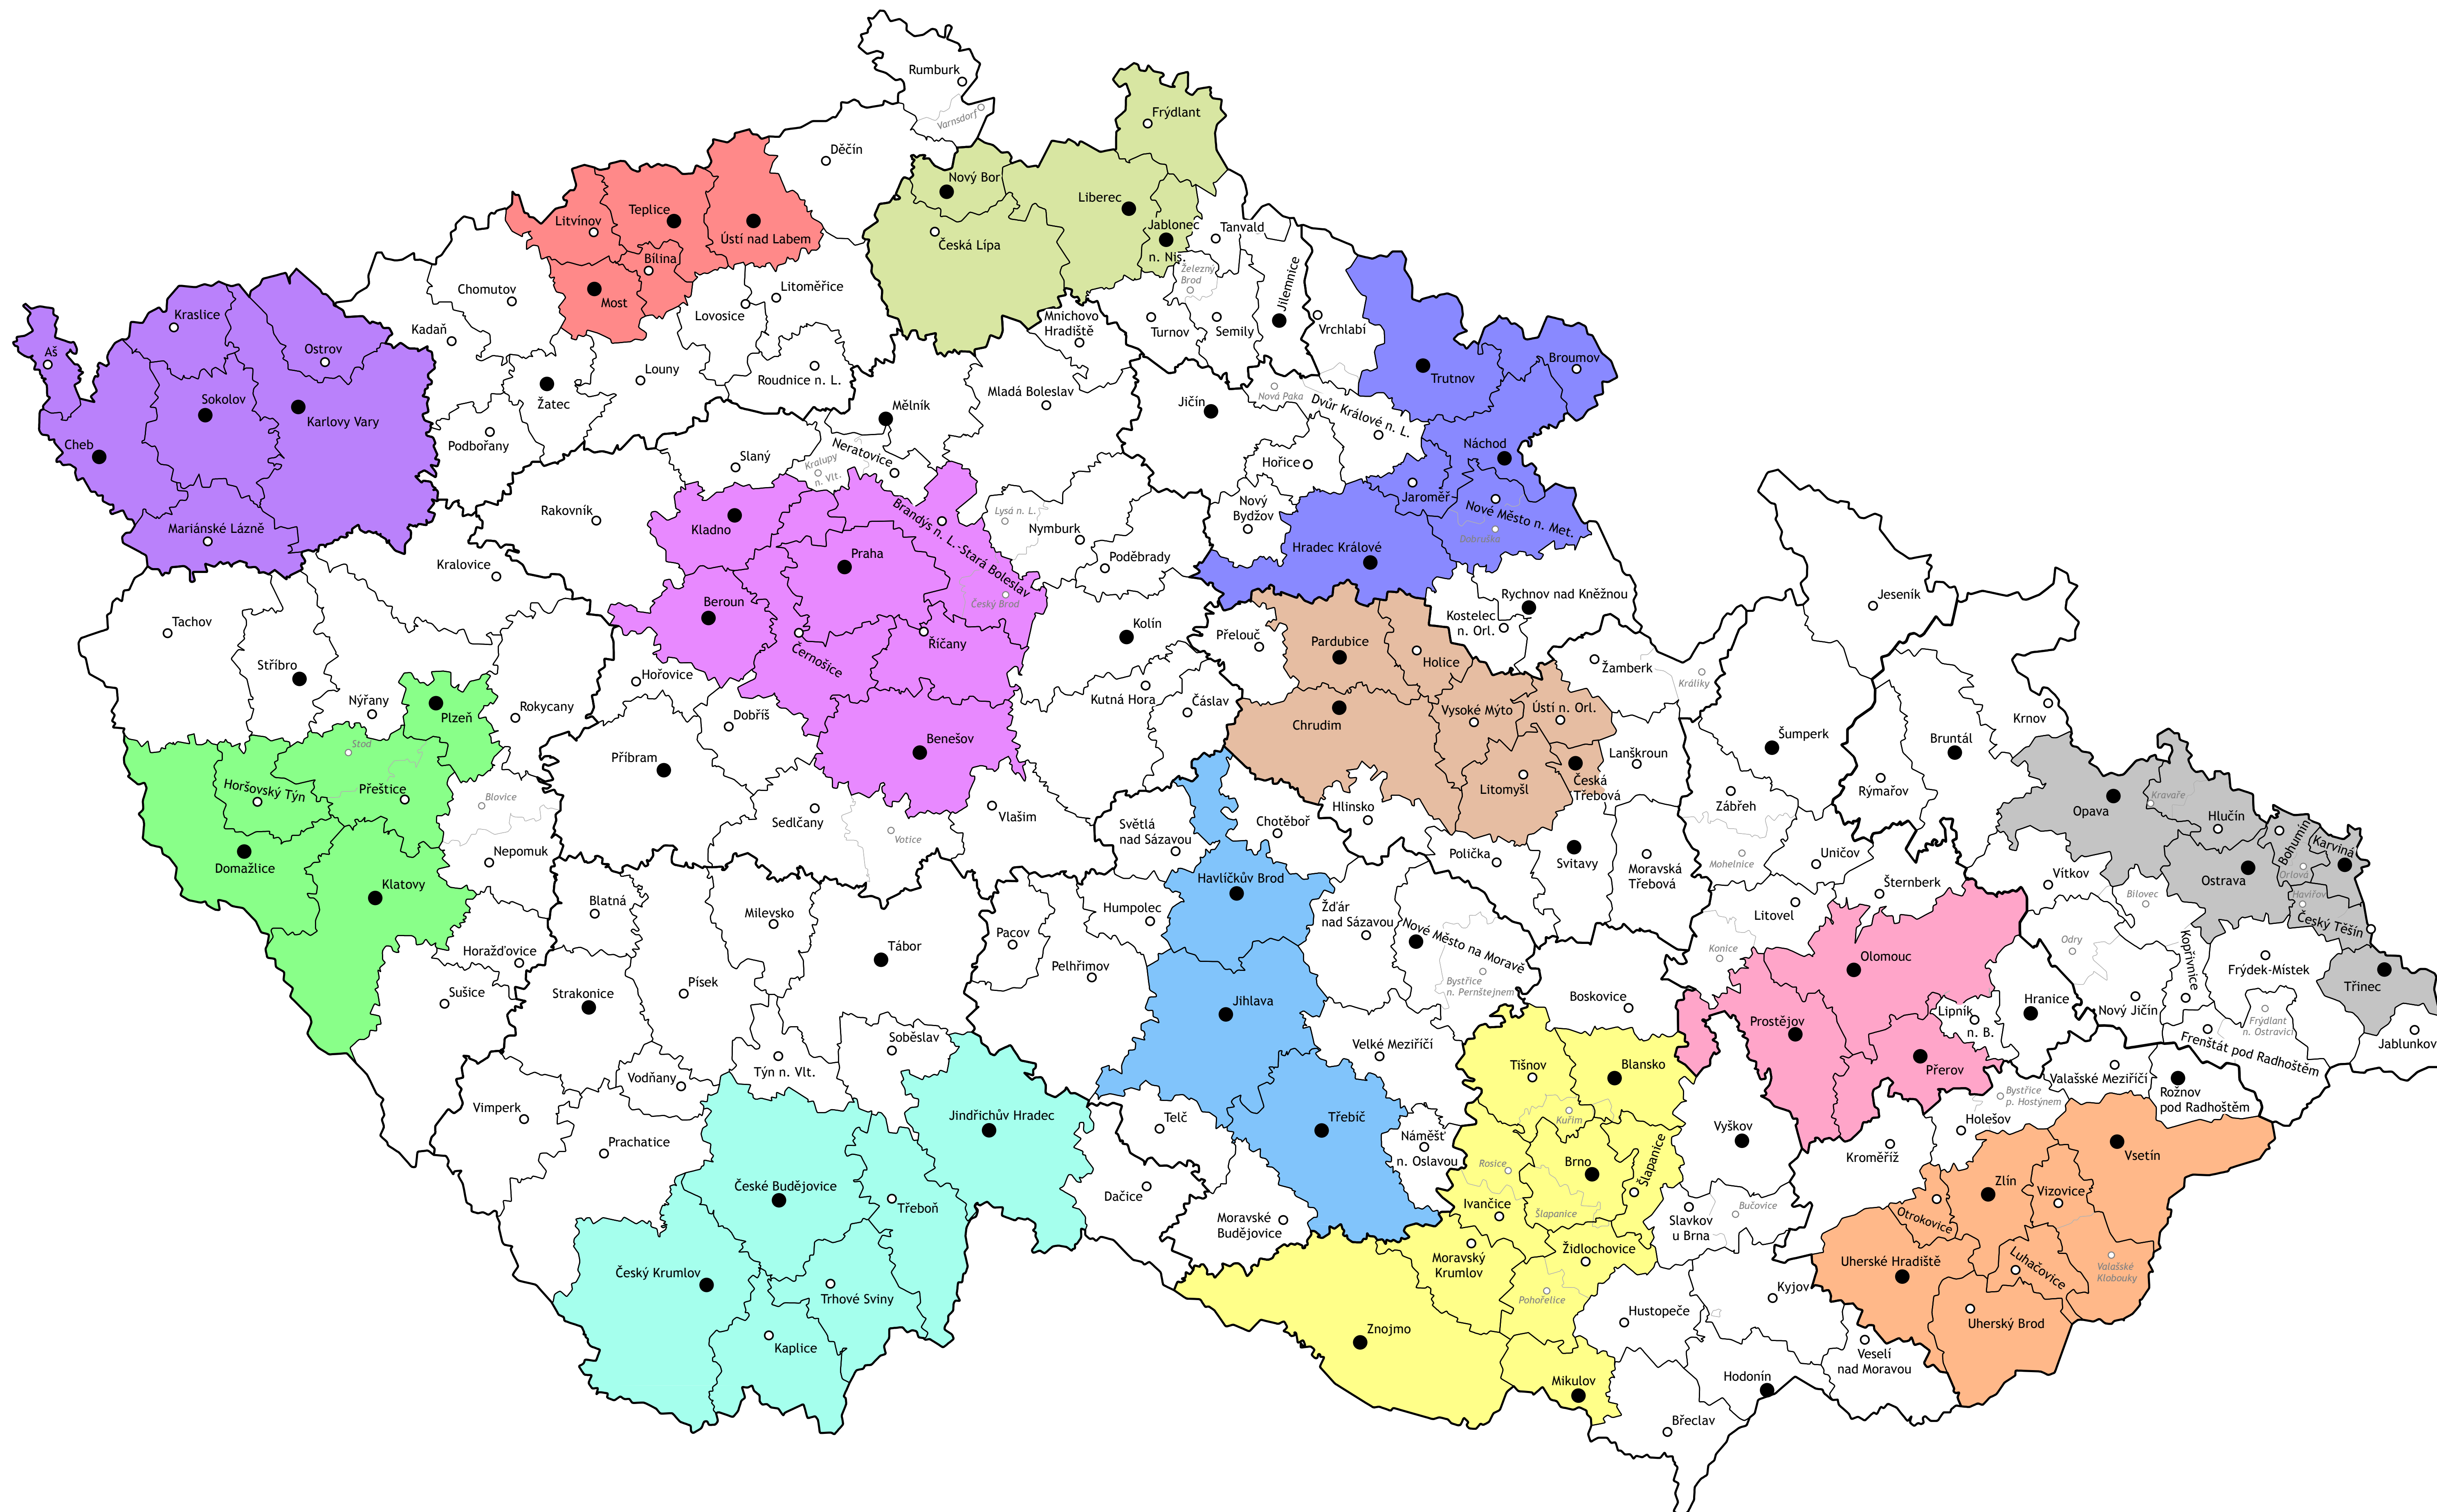 Rumburk
Varnsdorf
Frýdlant
Děčín
Nový Bor
Liberec
Litvínov
Teplice
Ústí nad Labem
Jablonec
n. Nis.
Tanvald
Česká Lípa
Bílina
Železný
Brod
Jilemnice
Chomutov
Most
Litoměřice
Lovosice
Kraslice
Kadaň
Mnichovo
Hradiště
Turnov
Semily
Vrchlabí
Aš
Ostrov
Louny
Roudnice n. L.
Broumov
Trutnov
Sokolov
Žatec
Mělník
Mladá Boleslav
Jičín
Nová Paka
Dvůr Králové n. L.
Karlovy Vary
Cheb
Podbořany
Slaný
Kralupy
n. Vlt.
Neratovice
Hořice
Náchod
Jaroměř
Mariánské Lázně
Rakovník
Kladno
Brandýs n. L.-Stará Boleslav
Lysá n. L.
Nymburk
Nový
Bydžov
Nové Město n. Met.
Dobruška
Praha
Poděbrady
Hradec Králové
Kralovice
Český Brod
Jeseník
Beroun
Rychnov nad Kněžnou
Kostelec
n. Orl.
Tachov
Kolín
Přelouč
Pardubice
Holice
Stříbro
Říčany
Černošice
Hořovice
Žamberk
Králíky
Nýřany
Plzeň
Rokycany
Dobříš
Kutná Hora
Čáslav
Chrudim
Vysoké Mýto
Ústí n. Orl.
Krnov
Stod
Benešov
Příbram
Lanškroun
Šumperk
Bruntál
Horšovský Týn
Přeštice
Blovice
Litomyšl
Česká
Třebová
Zábřeh
Rýmařov
Opava
Kravaře
Hlučín
Sedlčany
Votice
Vlašim
Světlá
nad Sázavou
Chotěboř
Hlinsko
Bohumín
Karviná
Domažlice
Nepomuk
Polička
Svitavy
Moravská
Třebová
Mohelnice
Uničov
Vítkov
Ostrava
Orlová
Klatovy
Havlíčkův Brod
Šternberk
Bílovec
Havířov
Blatná
Milevsko
Humpolec
Žďár
nad Sázavou
Litovel
Český Těšín
Horažďovice
Tábor
Pacov
Nové Město na Moravě
Konice
Odry
Pelhřimov
Olomouc
Kopřivnice
Frýdek-Místek
Sušice
Strakonice
Písek
Jihlava
Bystřice
n. Pernštejnem
Boskovice
Třinec
Prostějov
Lipník
n. B.
Hranice
Nový Jičín
Frýdlant
n. Ostravicí
Soběslav
Velké Meziříčí
Frenštát pod Radhoštěm
Jablunkov
Týn n. Vlt.
Vodňany
Tišnov
Blansko
Přerov
Valašské Meziříčí
Rožnov
pod Radhoštěm
Bystřice
p. Hostýnem
Vimperk
Jindřichův Hradec
Telč
Třebíč
Kuřim
Holešov
Vyškov
Prachatice
Náměšť
n. Oslavou
Kroměříž
Vsetín
Rosice
Brno
Šlapanice
České Budějovice
Dačice
Zlín
Vizovice
Třeboň
Moravské
Budějovice
Ivančice
Šlapanice
Slavkov
u Brna
Bučovice
Otrokovice
Moravský
Krumlov
Židlochovice
Uherské Hradiště
Luhačovice
Valašské
Klobouky
Český Krumlov
Trhové Sviny
Pohořelice
Kyjov
Hustopeče
Znojmo
Uherský Brod
Kaplice
Veselí
nad Moravou
Mikulov
Hodonín
Břeclav